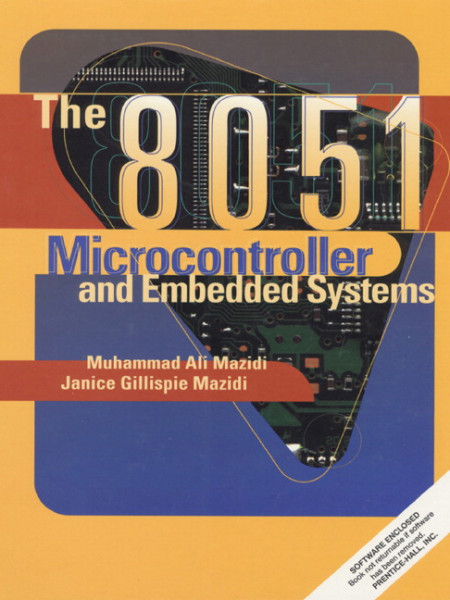 The 8051
Microcontroller
and Embedded Systems
Muhammad Ali Mazidi
Janice Gillispie Mazidi
SOFTWARE ENCLOSED
Book not returnable if software
has been removed.
PRENTICE-HALL, INC.